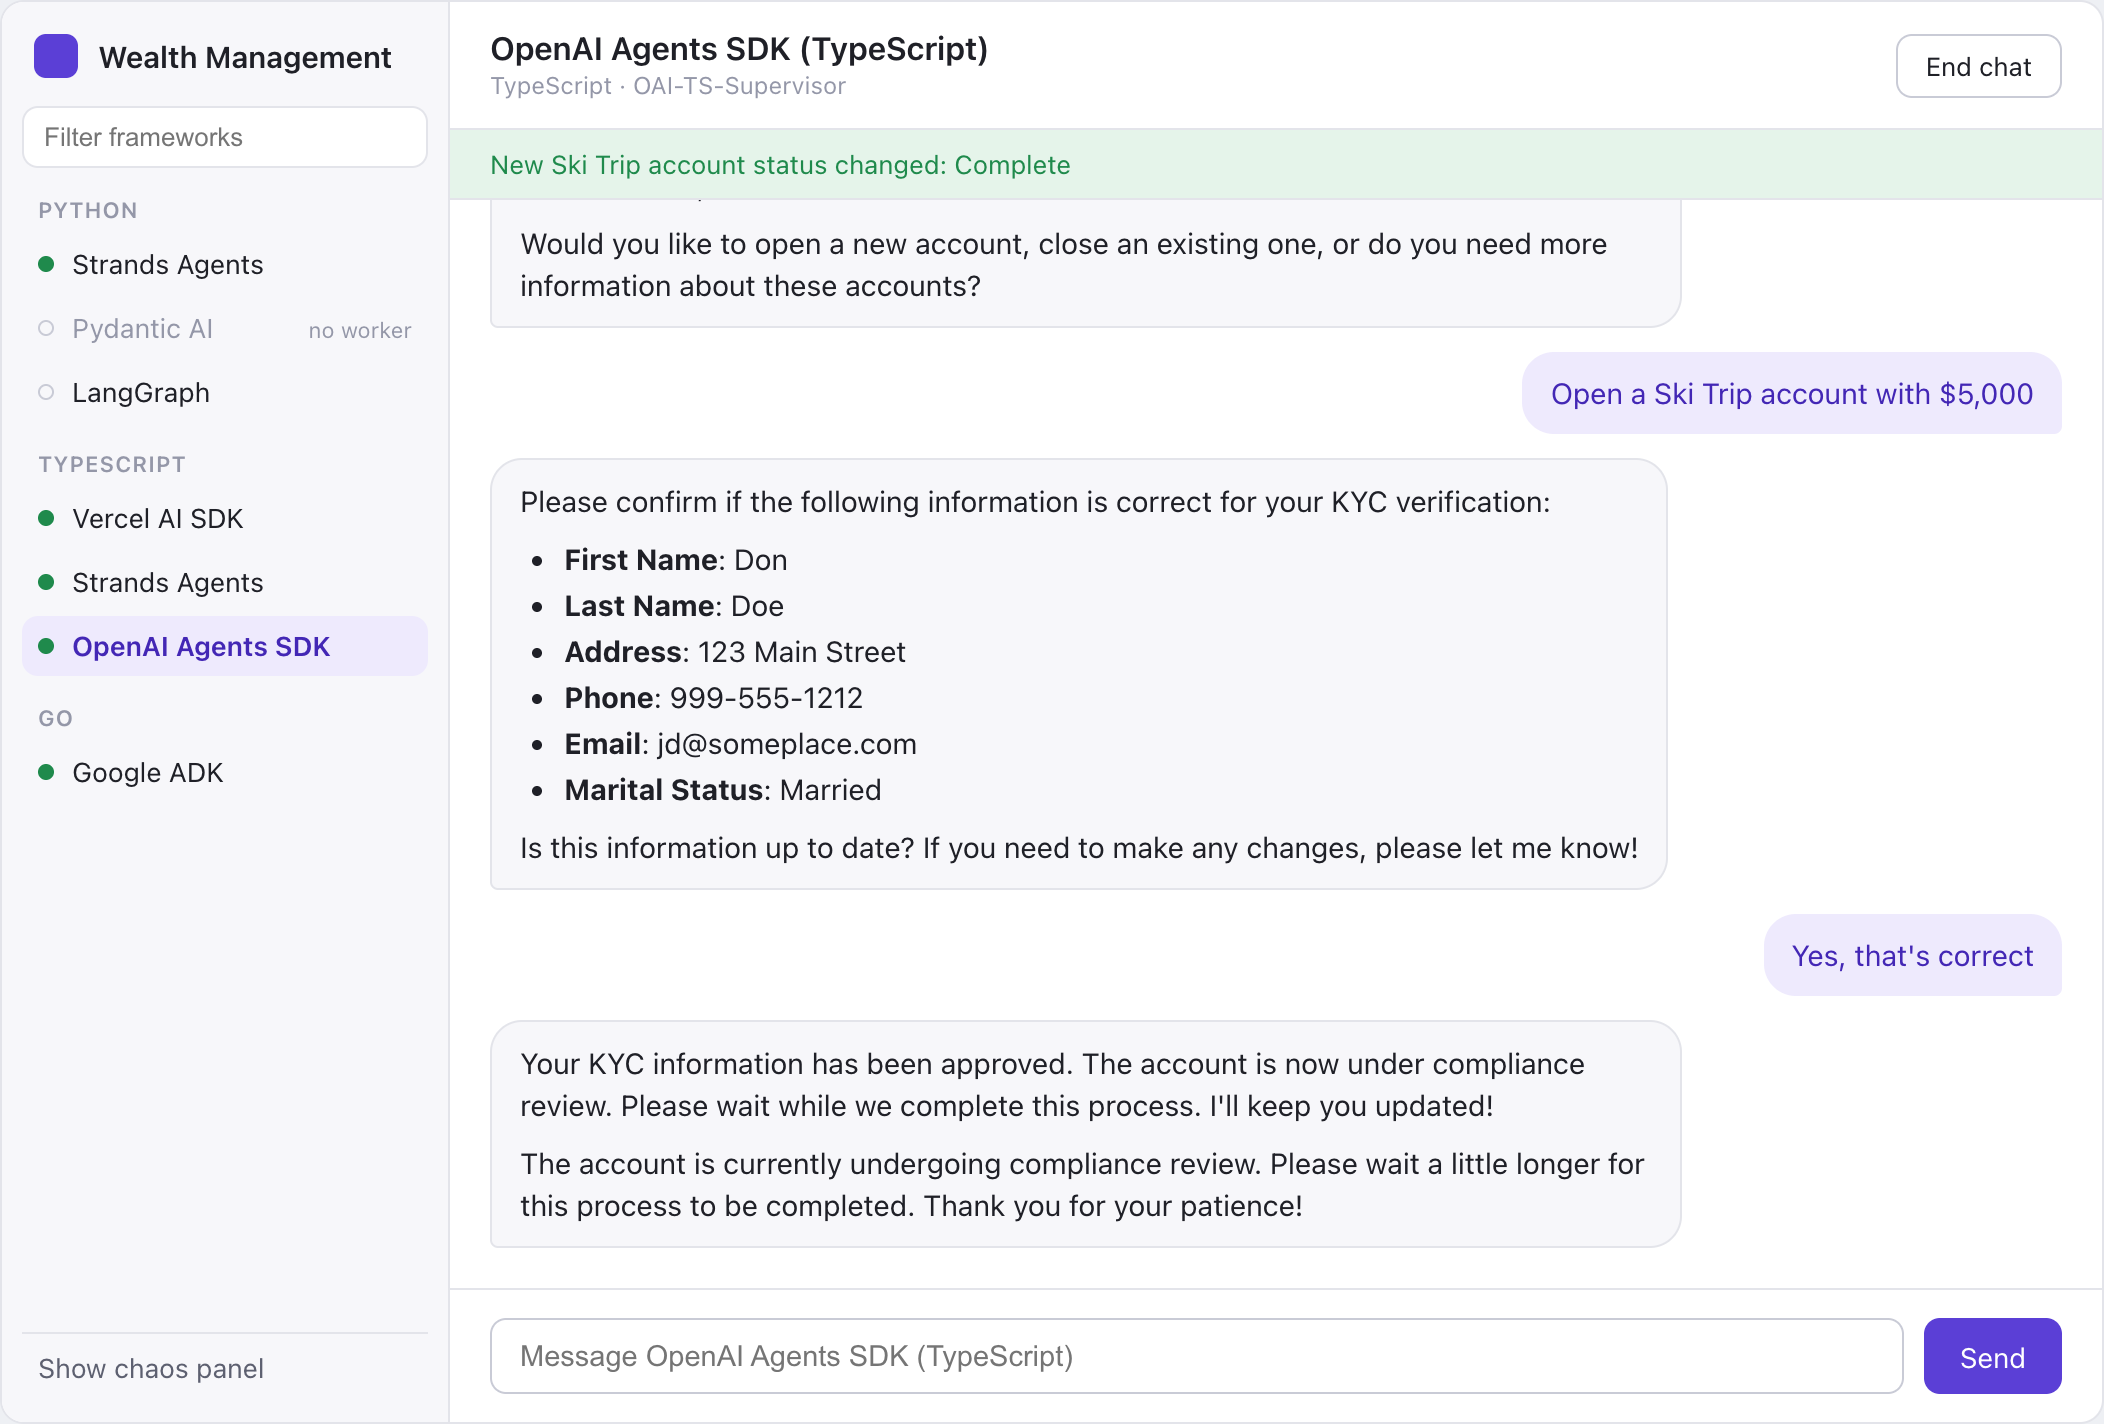 Wealth Management
Filter frameworks
PYTHON
Strands Agents
Pydantic AI no worker
LangGraph
TYPESCRIPT
Vercel AI SDK
Strands Agents
OpenAI Agents SDK
GO
Google ADK
Show chaos panel
OpenAI Agents SDK (TypeScript)
TypeScript · OAI-TS-Supervisor
End chat
New Ski Trip account status changed: Complete
Would you like to open a new account, close an existing one, or do you need more
information about these accounts?
Open a Ski Trip account with $5,000
Please confirm if the following information is correct for your KYC verification:
• First Name: Don
• Last Name: Doe
• Address: 123 Main Street
• Phone: 999-555-1212
• Email: jd@someplace.com
• Marital Status: Married
Is this information up to date? If you need to make any changes, please let me know!
Yes, that's correct
Your KYC information has been approved. The account is now under compliance
review. Please wait while we complete this process. I'll keep you updated!
The account is currently undergoing compliance review. Please wait a little longer for
this process to be completed. Thank you for your patience!
Message OpenAI Agents SDK (TypeScript)
Send